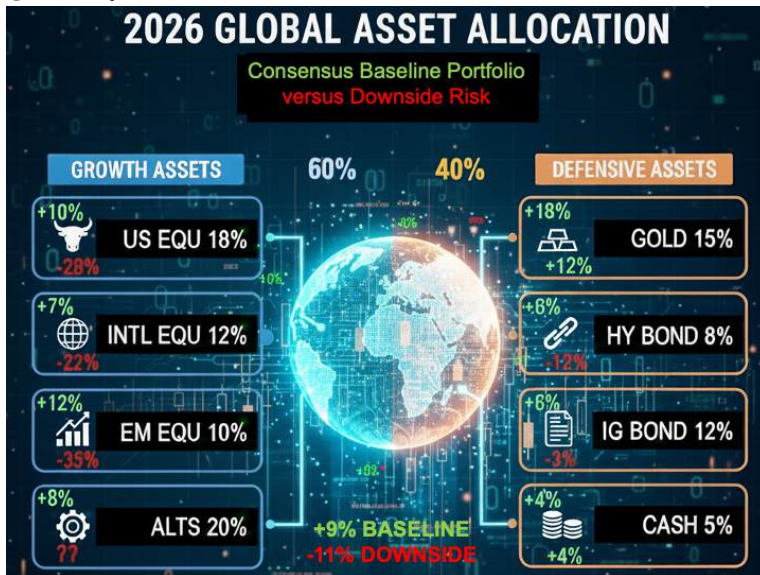 2026 GLOBAL ASSET ALLOCATION
Consensus Baseline Portfolio
versus Downside Risk
GROWTH ASSETS
60%
40%
DEFENSIVE ASSETS
+10%
US EQU 18%
-28%
+7%
INTL EQU 12%
-22%
+12%
EM EQU 10%
-35%
+8%
ALTS 20%
??
+18%
GOLD 15%
+12%
+6%
HY BOND 8%
-12%
+6%
IG BOND 12%
-3%
+4%
CASH 5%
+4%
+9% BASELINE
-11% DOWNSIDE